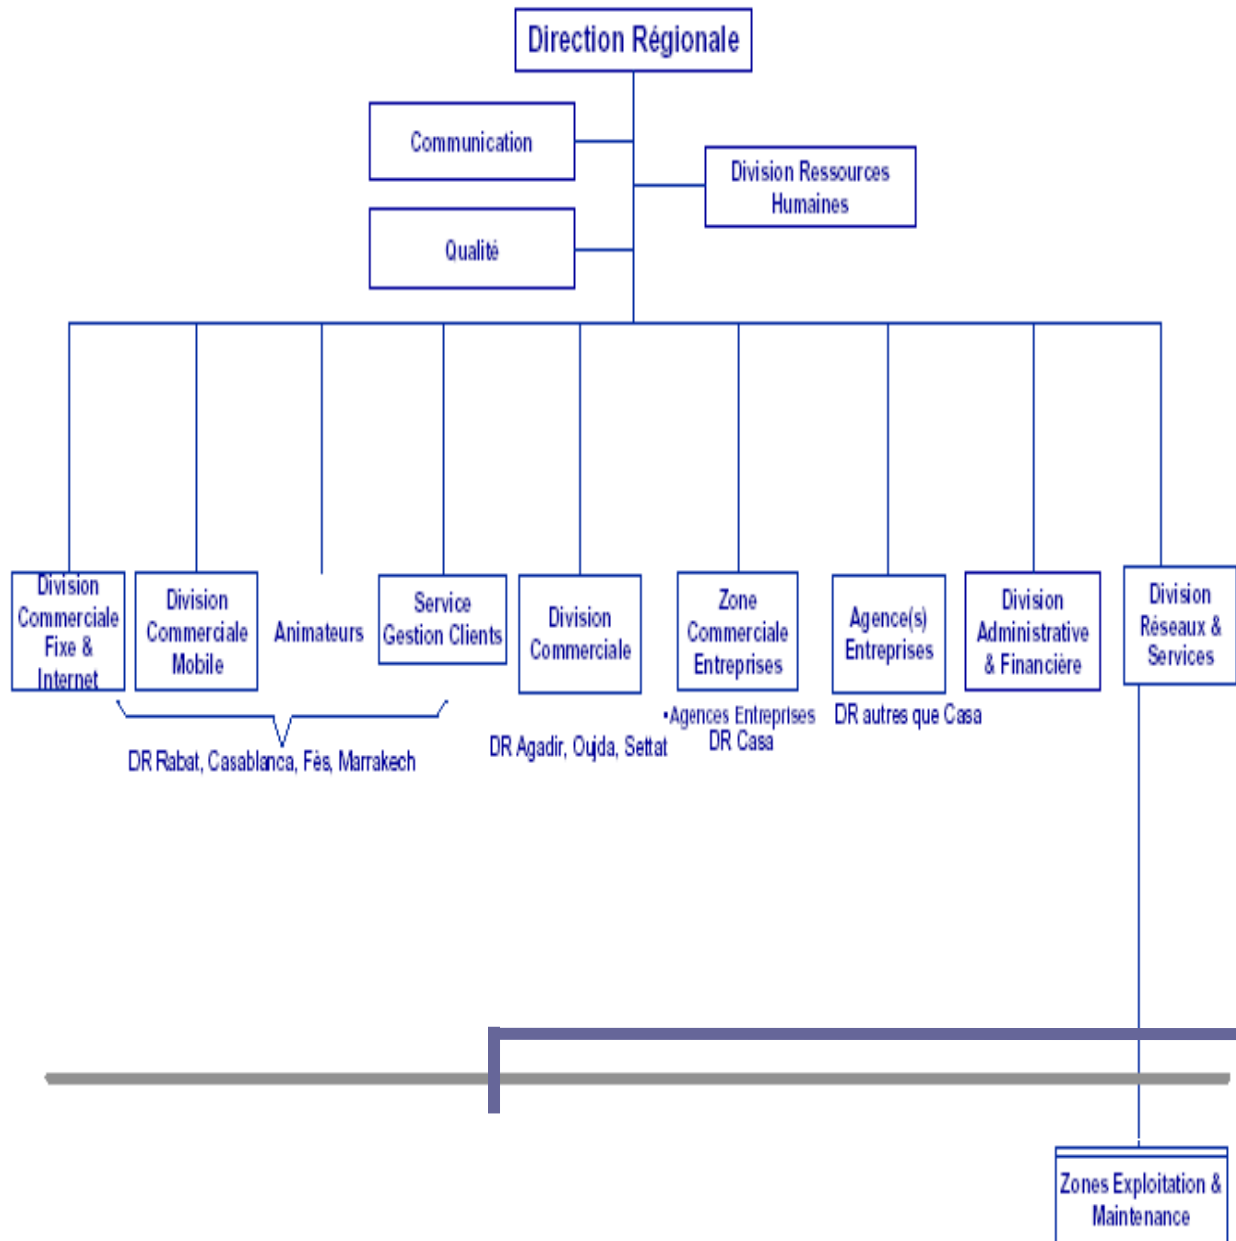 Direction Régionale
Communication
Division Ressources
Humaines
Qualité
Division
Commerciale
Fixe &
Internet
Division
Commerciale
Mobile
Animateurs
Service
Gestion Clients
Division
Commerciale
Zone
Commerciale
Entreprises
Agence(s)
Entreprises
Division
Administrative
& Financière
Division
Réseaux &
Services
DR Rabat, Casablanca, Fès, Marrakech
DR Agadir, Oujda, Settat
•Agences Entreprises
DR Casa
DR autres que Casa
Zones Exploitation &
Maintenance